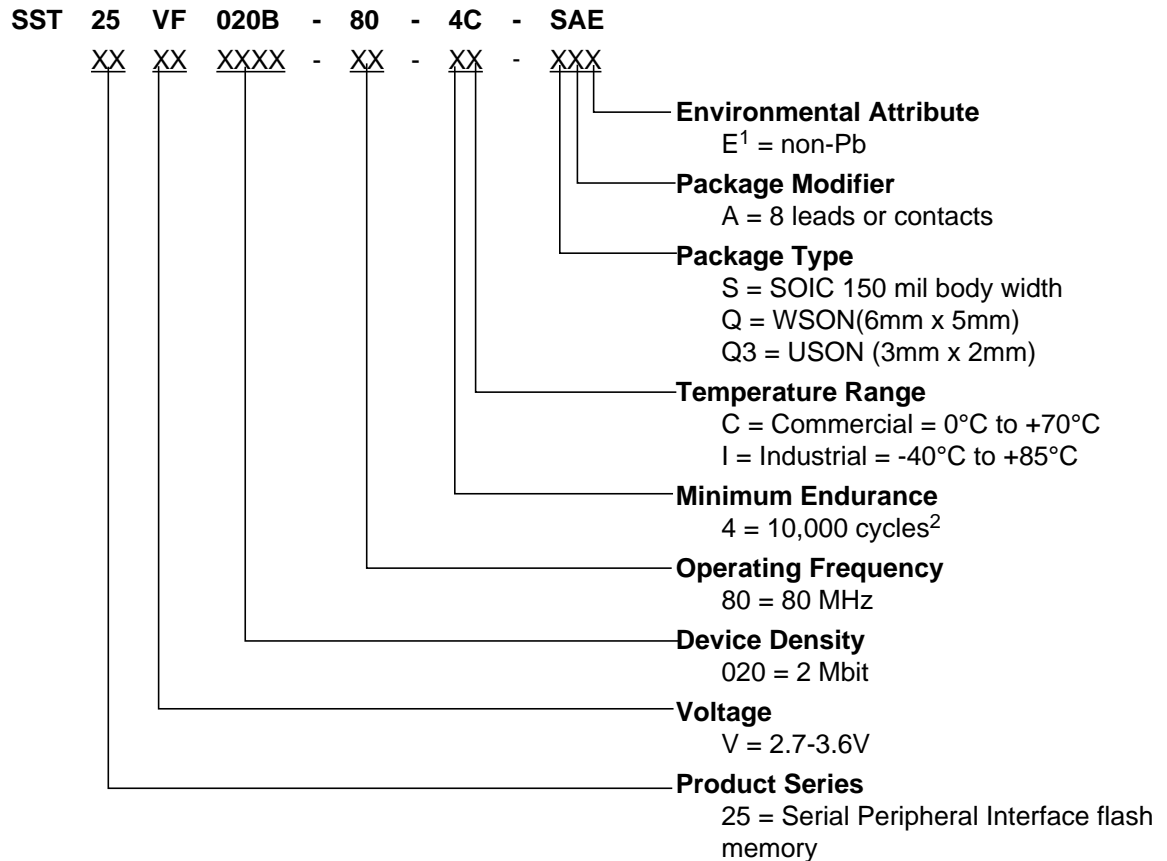 SST 25 VF 020B - 80 - 4C - SAE
XX XX XXXX - XX - XX - XXX
Environmental Attribute
E1 = non-Pb
Package Modifier
A = 8 leads or contacts
Package Type
S = SOIC 150 mil body width
Q = WSON(6mm x 5mm)
Q3 = USON (3mm x 2mm)
Temperature Range
C = Commercial = 0°C to +70°C
I = Industrial = -40°C to +85°C
Minimum Endurance
4 = 10,000 cycles2
Operating Frequency
80 = 80 MHz
Device Density
020 = 2 Mbit
Voltage
V = 2.7-3.6V
Product Series
25 = Serial Peripheral Interface flash
memory